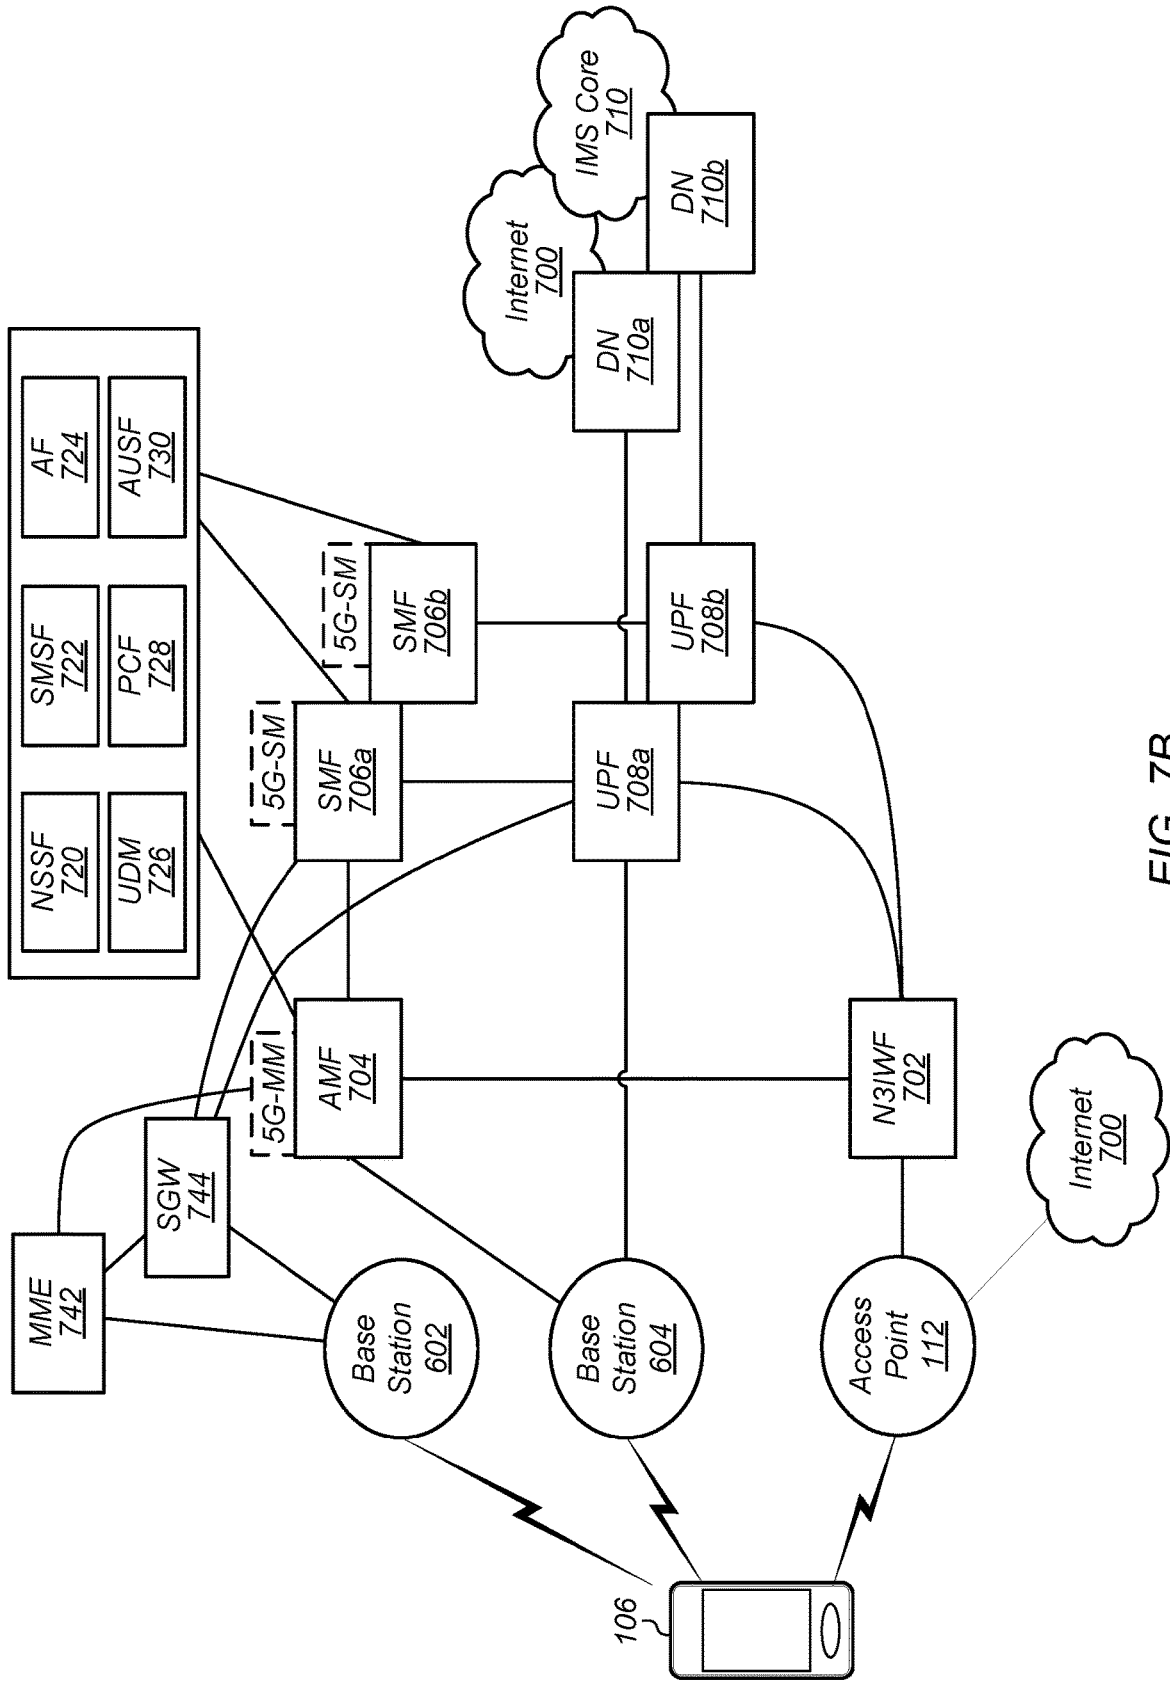 MME
742
SGW
744
NSSF
720
SMSF
722
AF
724
UDM
726
PCF
728
AUSF
730
5G-MM
AMF
704
5G-SM
SMF
706a
5G-SM
SMF
706b
Base
Station
602
Base
Station
604
Access
Point
112
106
N3IWF
702
UPF
708a
UPF
708b
DN
710a
DN
710b
Internet
700
IMS Core
710
Internet
700
FIG. 7B